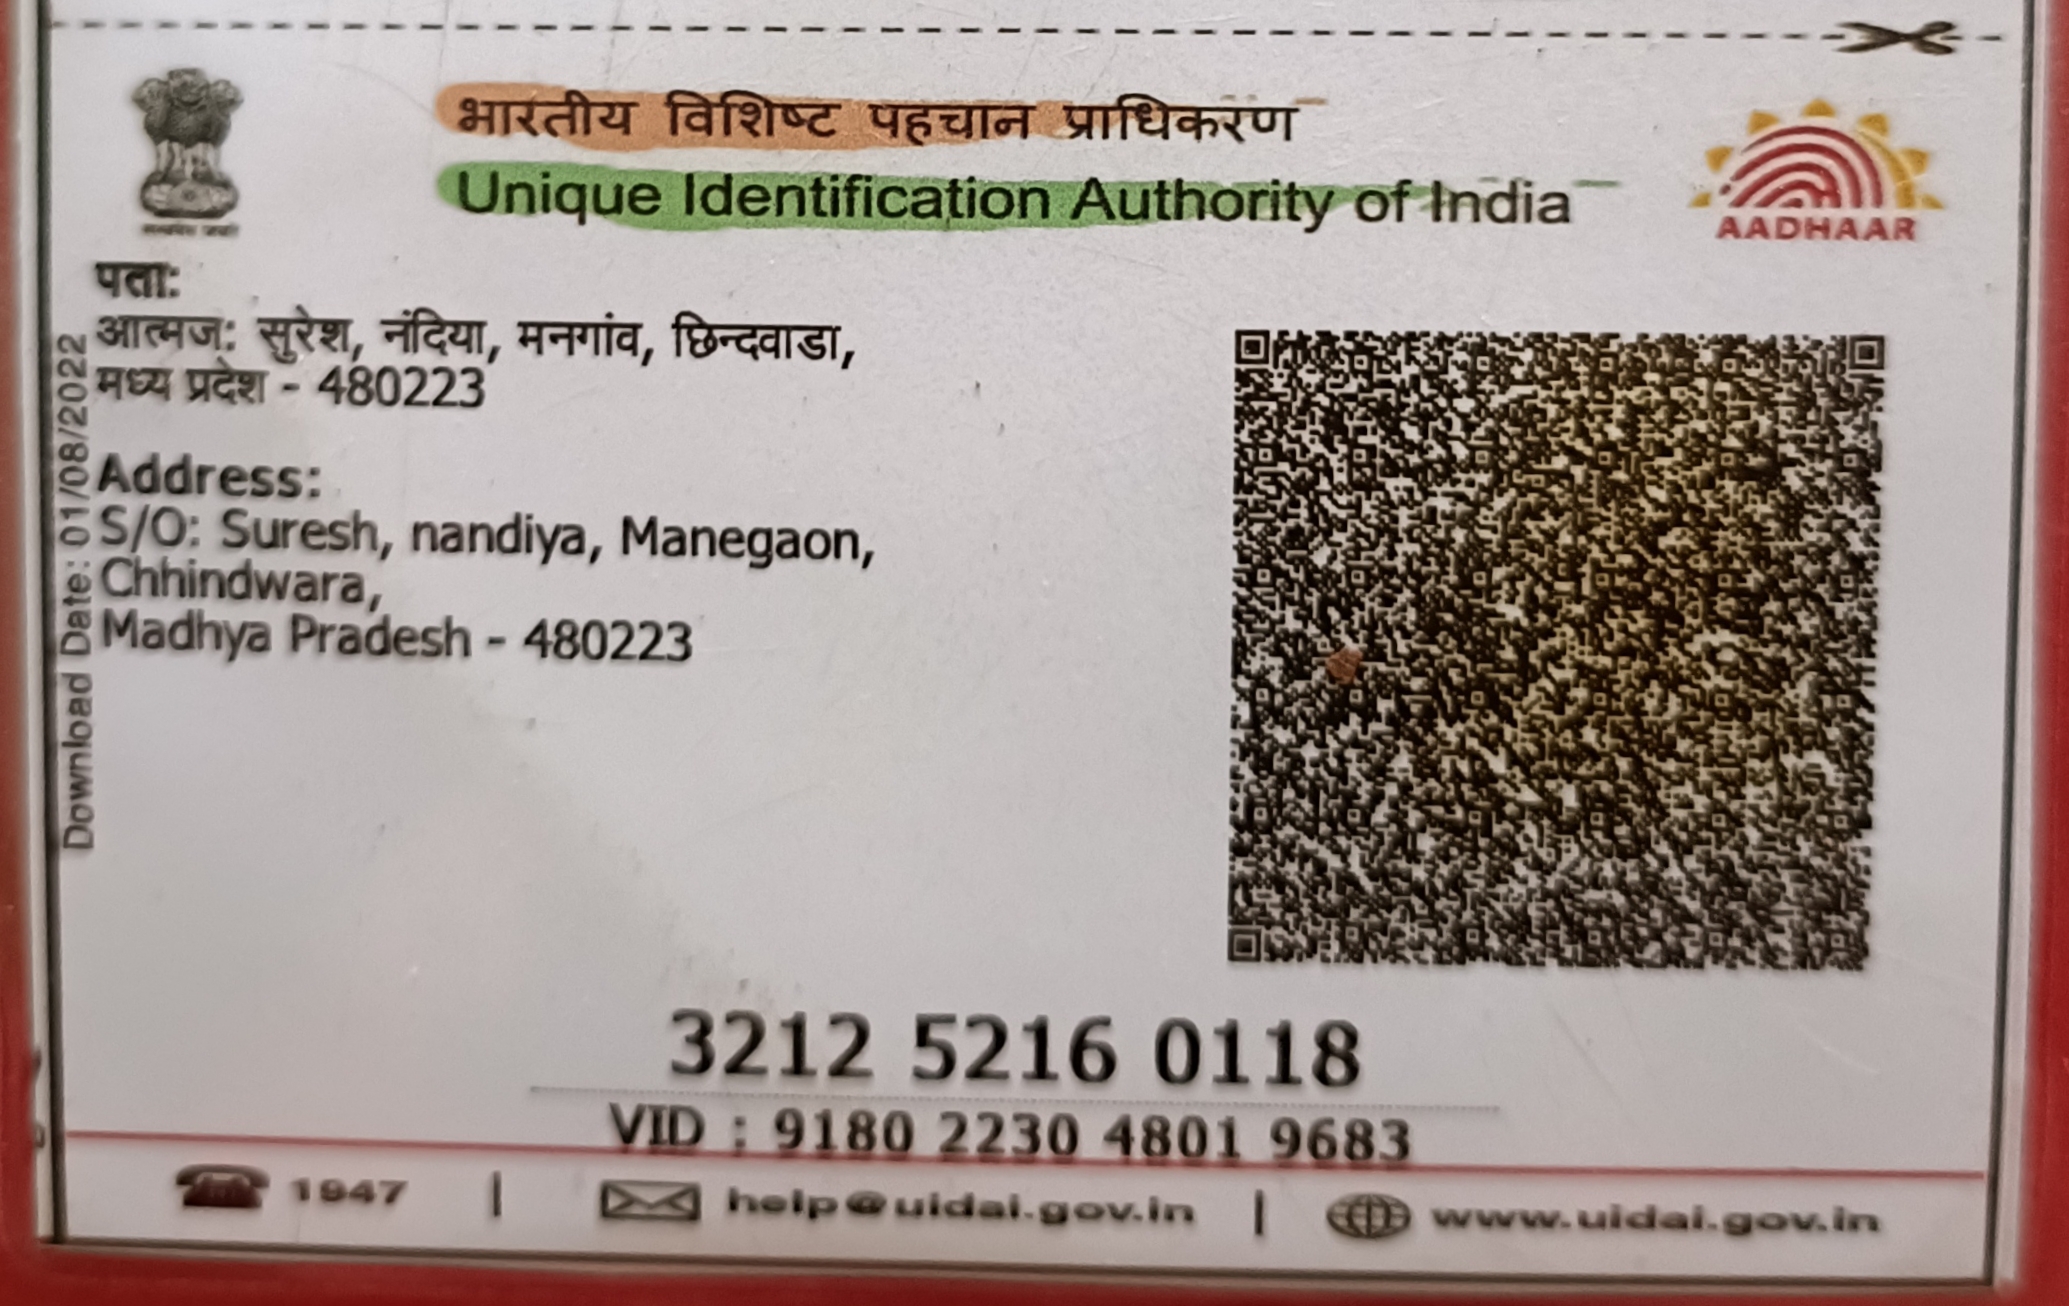 भारतीय विशिष्ट पहचान प्राधिकरण
Unique Identification Authority of India
AADHAAR
पता:
आत्मज: सुरेश, नंदिया, मनगांव, छिन्दवाडा,
मध्य प्रदेश - 480223
Address:
S/O: Suresh, nandiya, Manegaon,
Chhindwara,
Madhya Pradesh - 480223
Download Date: 01/08/2022
3212 5216 0118
VID : 9180 2230 4801 9683
1947 | help@uidai.gov.in | www.uidai.gov.in